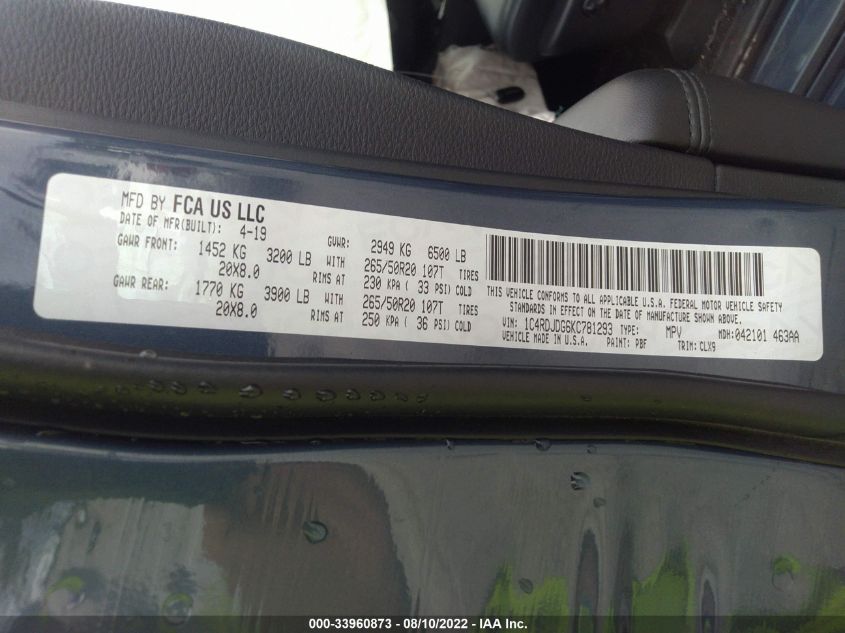 MFD BY FCA US LLC
DATE OF MFR(BUILT): 4-19 GVWR: 2949 KG 6500 LB
GAWR FRONT: 1452 KG 3200 LB WITH 265/50R20 107T TIRES
20X8.0 RIMS AT 230 KPA ( 33 PSI) COLD
GAWR REAR: 1770 KG 3900 LB WITH 265/50R20 107T TIRES
20X8.0 RIMS AT 250 KPA ( 36 PSI) COLD
THIS VEHICLE CONFORMS TO ALL APPLICABLE U.S.A. FEDERAL MOTOR VEHICLE SAFETY
STANDARDS IN EFFECT ON THE DATE OF MANUFACTURE SHOWN ABOVE.
VIN: 1C4RDJDG6KC781293 TYPE: MPV MDH:042101 463AA
VEHICLE MADE IN U.S.A. PAINT: PBF TRIM: CLX9
000-33960873 - 08/10/2022 - IAA Inc.